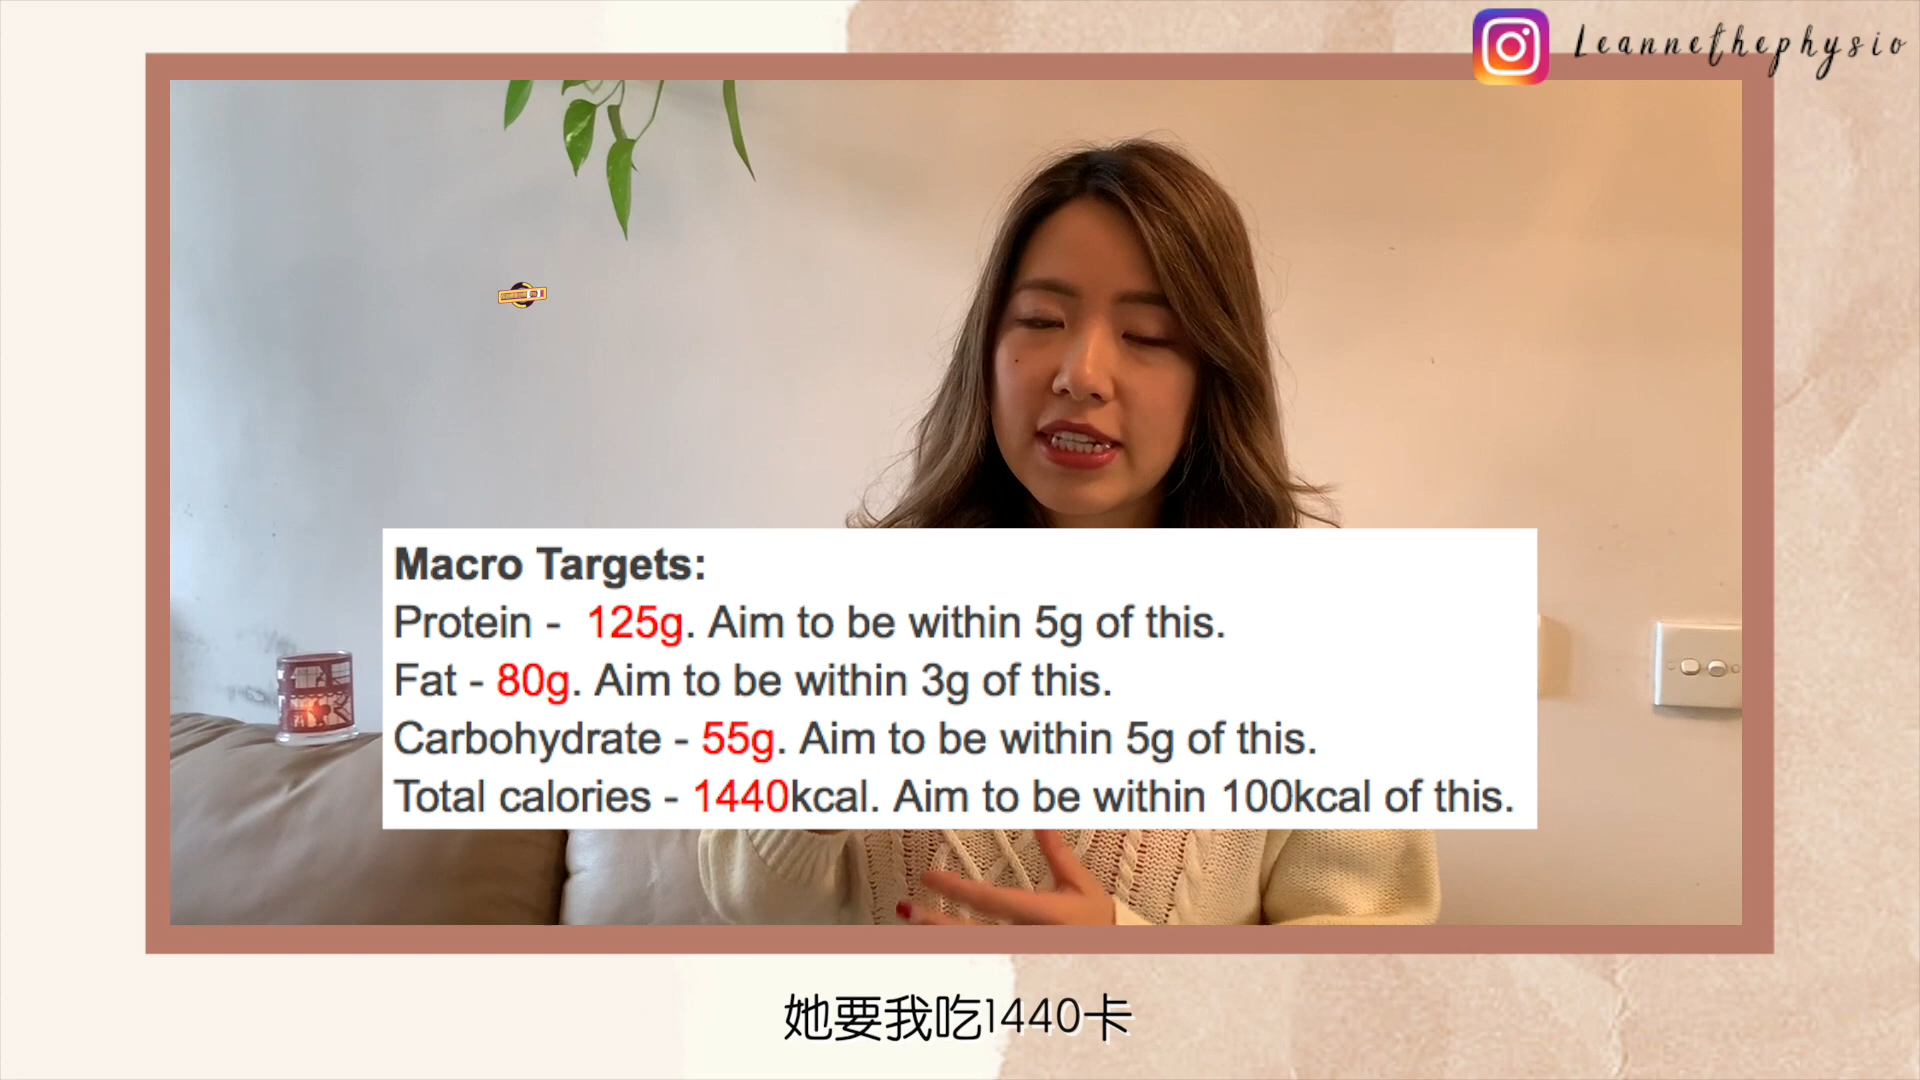 Leannethephysio
Macro Targets:
Protein - 125g. Aim to be within 5g of this.
Fat - 80g. Aim to be within 3g of this.
Carbohydrate - 55g. Aim to be within 5g of this.
Total calories - 1440kcal. Aim to be within 100kcal of this.
她要我吃1440卡